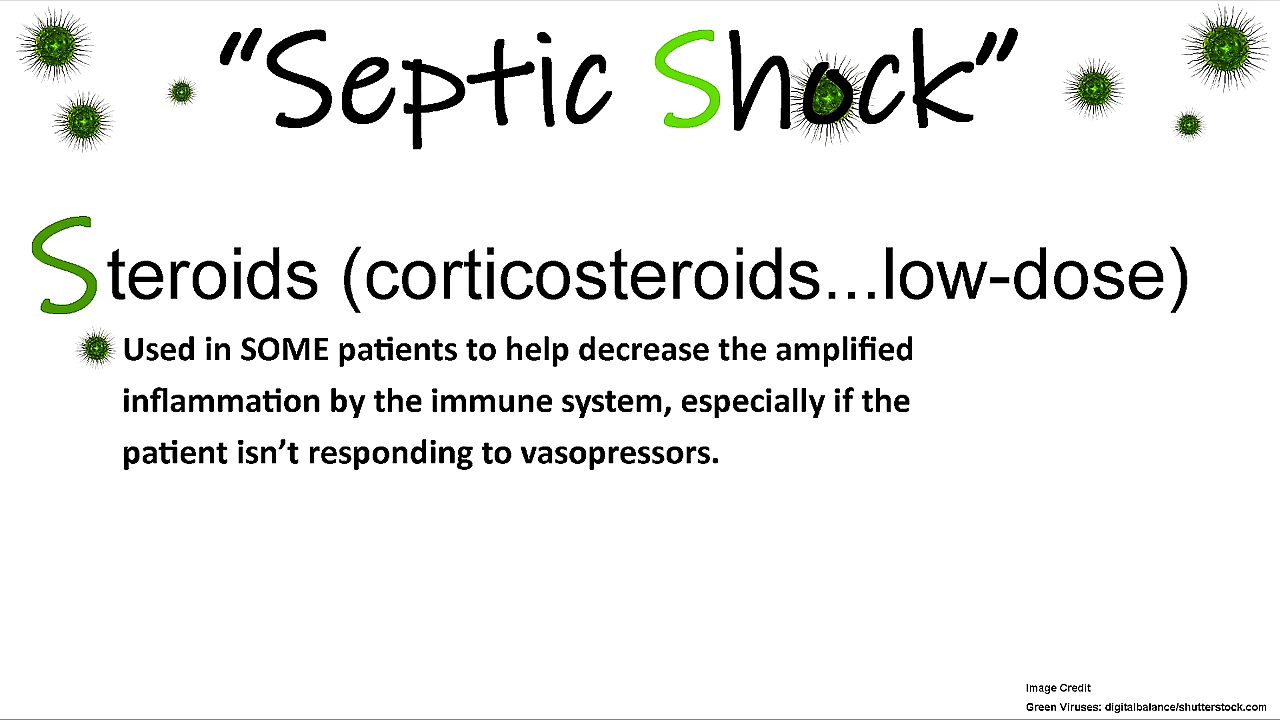 “Septic Shock”
Steroids (corticosteroids...low-dose)
Used in SOME patients to help decrease the amplified
inflammation by the immune system, especially if the
patient isn’t responding to vasopressors.
Image Credit
Green Viruses: digitalbalance/shutterstock.com